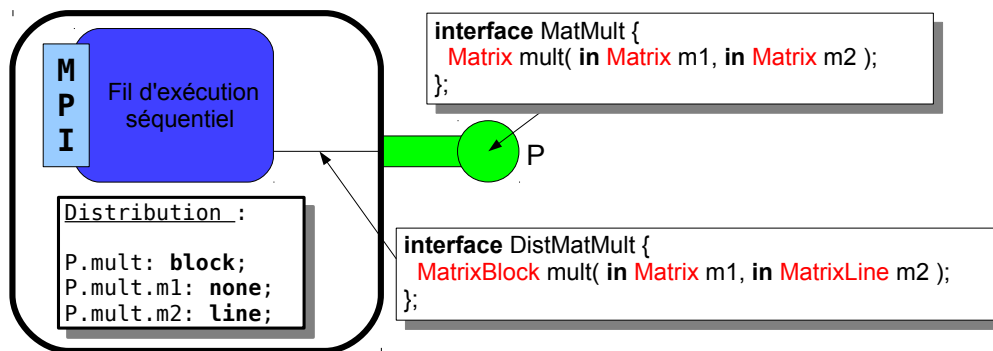 interface MatMult {
Matrix mult( in Matrix m1, in Matrix m2 );
};
M
P
I
Fil d'exécution
séquentiel
P
Distribution :
P.mult: block;
P.mult.m1: none;
P.mult.m2: line;
interface DistMatMult {
MatrixBlock mult( in Matrix m1, in MatrixLine m2 );
};